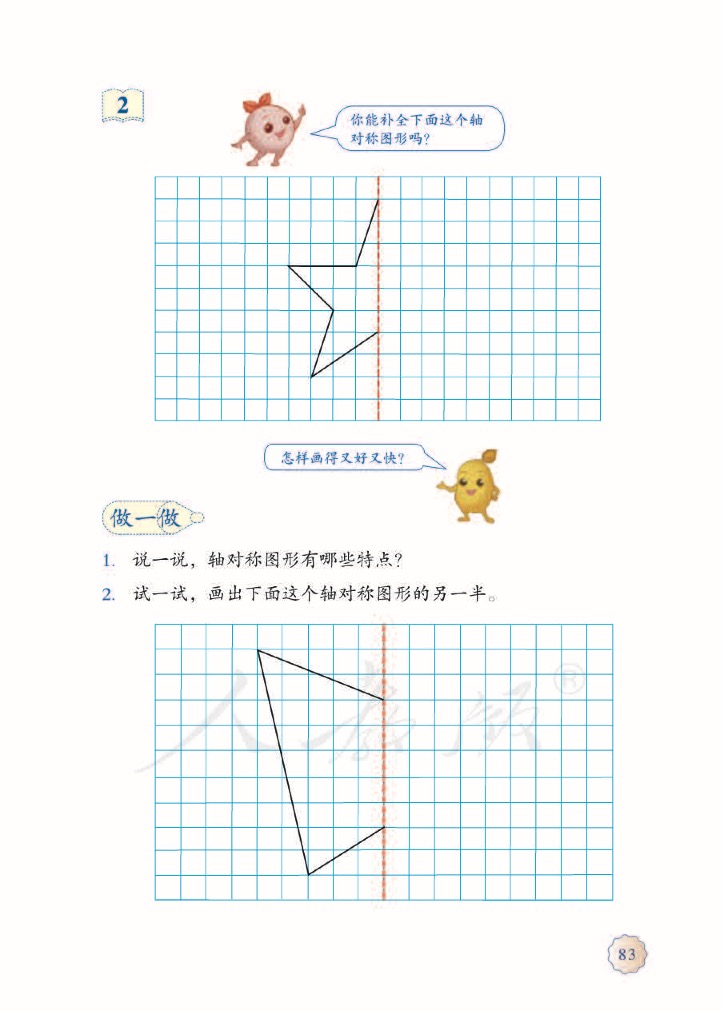 2
你能补全下面这个轴
对称图形吗？
怎样画得又好又快？
做一做
1. 说一说，轴对称图形有哪些特点？
2. 试一试，画出下面这个轴对称图形的另一半。
人教领®
83